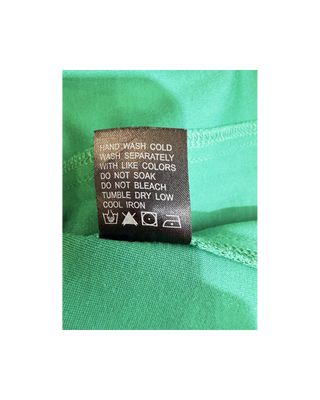 HAND WASH COLD
WASH SEPARATELY
WITH LIKE COLORS
DO NOT SOAK
DO NOT BLEACH
TUMBLE DRY LOW
COOL IRON